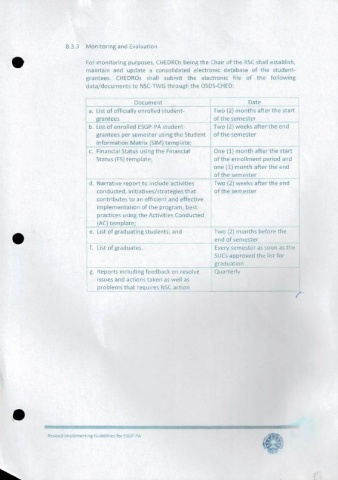 8.3.3 Monitoring and Evaluation
For monitoring purposes, CHEDROs being the Chair of the RSC shall establish,
maintain and update a consolidated electronic database of the student-
grantees. CHEDROs shall submit the electronic file of the following
data/documents to NSC-TWG through the OSDS-CHED:
Document Date
a. List of officially enrolled student- Two (2) months after the start
grantees of the semester
b. List of enrolled ESGP-PA student- Two (2) weeks after the end
grantees per semester using the Student of the semester
Information Matrix (SIM) template;
c. Financial Status using the Financial One (1) month after the start
Status (FS) template; of the enrollment period and
one (1) month after the end
of the semester
d. Narrative report to include activities Two (2) weeks after the end
conducted, initiatives/strategies that of the semester
contributes to an efficient and effective
implementation of the program, best
practices using the Activities Conducted
(AC) template;
e. List of graduating students; and Two (2) months before the
end of semester
f. List of graduates. Every semester as soon as the
SUCs approved the list for
graduation
g. Reports including feedback on resolve Quarterly
issues and actions taken as well as
problems that requires NSC action
Revised Implementing Guidelines for ESGP-PA